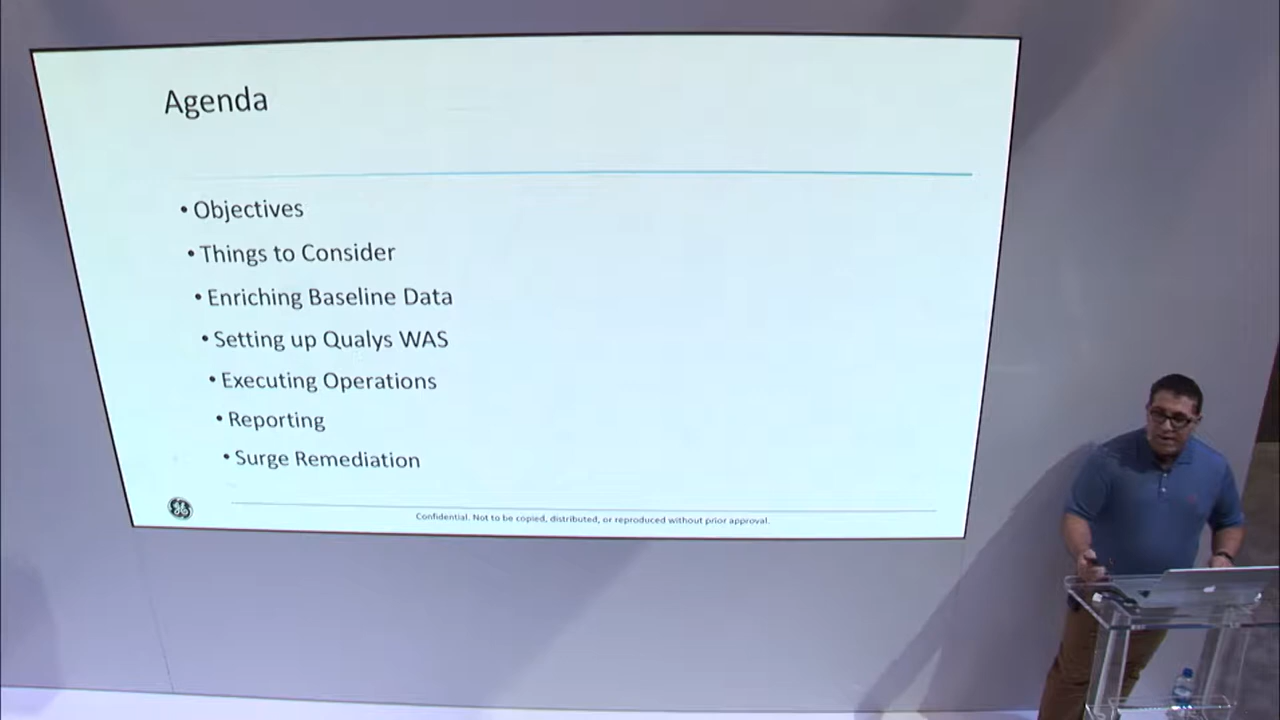 Agenda
• Objectives
• Things to Consider
• Enriching Baseline Data
• Setting up Qualys WAS
• Executing Operations
• Reporting
• Surge Remediation
Confidential. Not to be copied, distributed, or reproduced without prior approval.